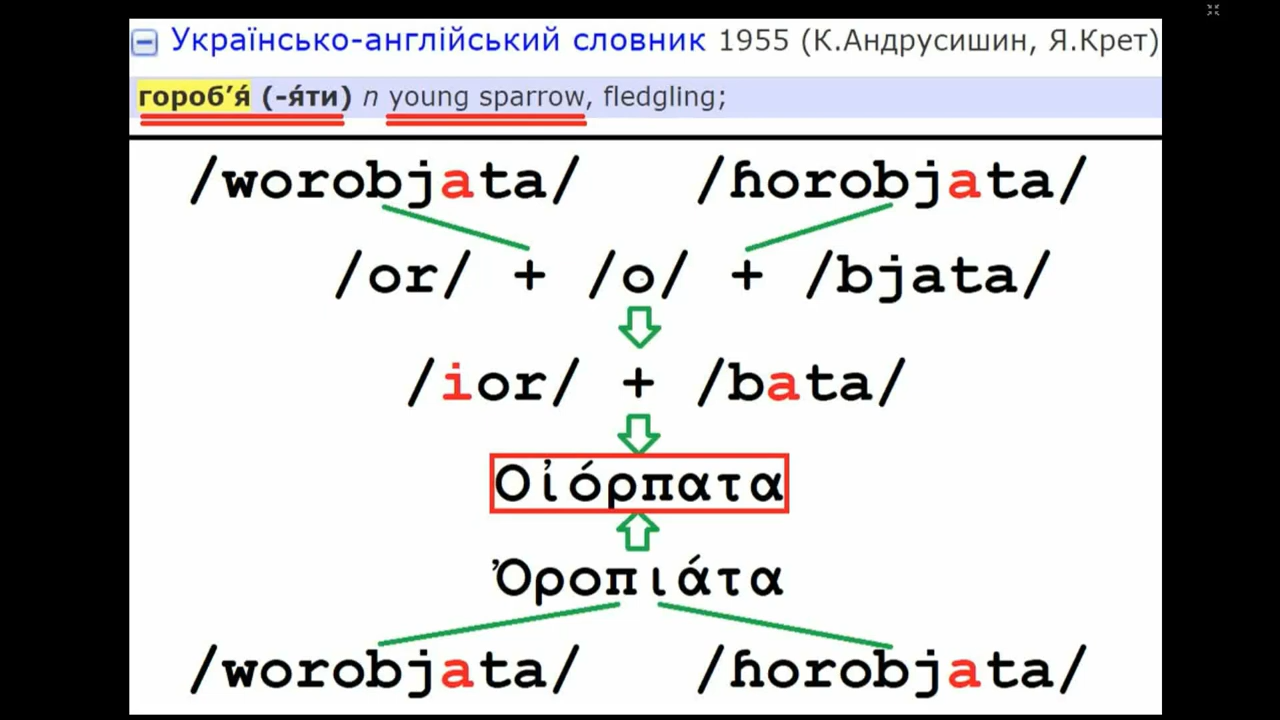 Українсько-англійський словник 1955 (К.Андрусишин, Я.Крет)
гороб’я́ (-я́ти) n young sparrow, fledgling;
/worobjata/ /ɦorobjata/
/or/ + /o/ + /bjata/
/ior/ + /bata/
Οἰόρπατα
Ὀροπιάτα
/worobjata/ /ɦorobjata/